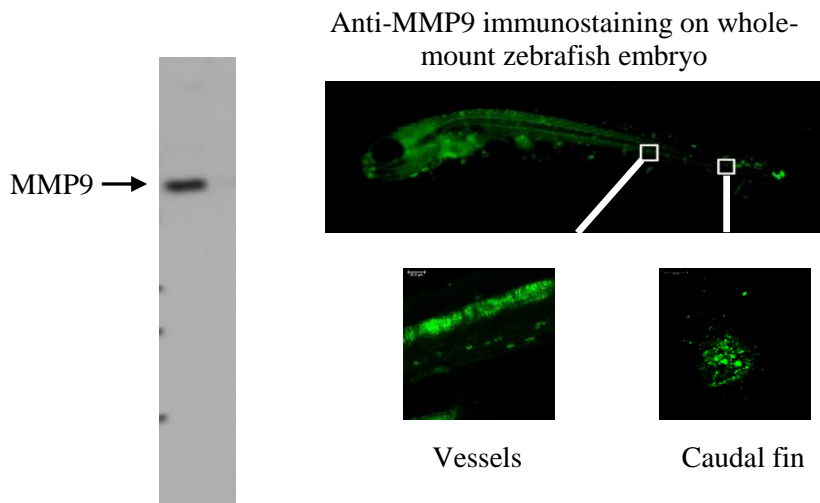 Anti-MMP9 immunostaining on whole-
mount zebrafish embryo
MMP9
Vessels
Caudal fin